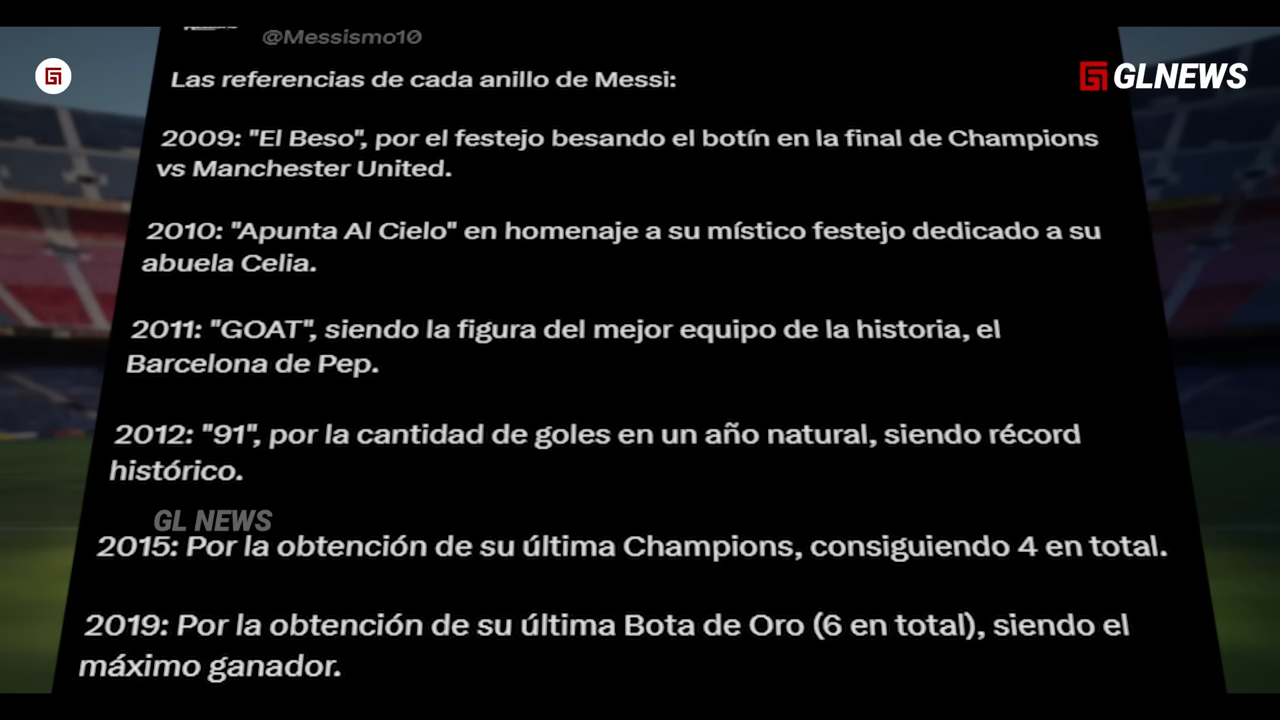 @Messismo10
GLNEWS
Las referencias de cada anillo de Messi:
2009: "El Beso", por el festejo besando el botín en la final de Champions
vs Manchester United.
2010: "Apunta Al Cielo" en homenaje a su místico festejo dedicado a su
abuela Celia.
2011: "GOAT", siendo la figura del mejor equipo de la historia, el
Barcelona de Pep.
2012: "91", por la cantidad de goles en un año natural, siendo récord
histórico.
GL NEWS
2015: Por la obtención de su última Champions, consiguiendo 4 en total.
2019: Por la obtención de su última Bota de Oro (6 en total), siendo el
máximo ganador.